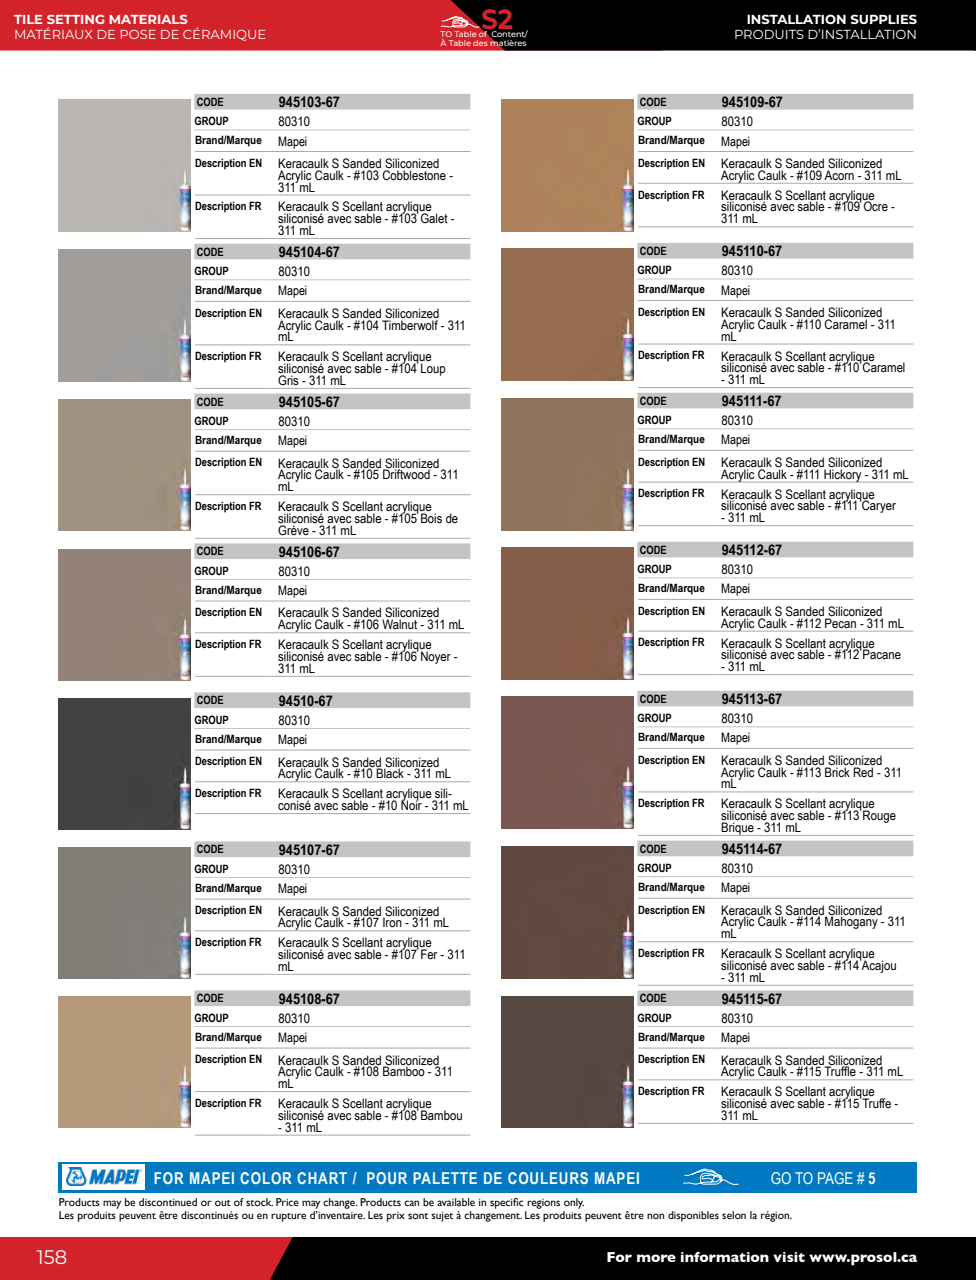 TILE SETTING MATERIALS
MATÉRIAUX DE POSE DE CÉRAMIQUE
S2
TO Table of Content/
À Table des matières
INSTALLATION SUPPLIES
PRODUITS D'INSTALLATION
CODE 945103-67
GROUP 80310
Brand/Marque Mapei
Description EN Keracaulk S Sanded Siliconized
Acrylic Caulk - #103 Cobblestone -
311 mL
Description FR Keracaulk S Scellant acrylique
siliconisé avec sable - #103 Galet -
311 mL
CODE 945104-67
GROUP 80310
Brand/Marque Mapei
Description EN Keracaulk S Sanded Siliconized
Acrylic Caulk - #104 Timberwolf - 311
mL
Description FR Keracaulk S Scellant acrylique
siliconisé avec sable - #104 Loup
Gris - 311 mL
CODE 945105-67
GROUP 80310
Brand/Marque Mapei
Description EN Keracaulk S Sanded Siliconized
Acrylic Caulk - #105 Driftwood - 311
mL
Description FR Keracaulk S Scellant acrylique
siliconisé avec sable - #105 Bois de
Grève - 311 mL
CODE 945106-67
GROUP 80310
Brand/Marque Mapei
Description EN Keracaulk S Sanded Siliconized
Acrylic Caulk - #106 Walnut - 311 mL
Description FR Keracaulk S Scellant acrylique
siliconisé avec sable - #106 Noyer -
311 mL
CODE 94510-67
GROUP 80310
Brand/Marque Mapei
Description EN Keracaulk S Sanded Siliconized
Acrylic Caulk - #10 Black - 311 mL
Description FR Keracaulk S Scellant acrylique sili-
conisé avec sable - #10 Noir - 311 mL
CODE 945107-67
GROUP 80310
Brand/Marque Mapei
Description EN Keracaulk S Sanded Siliconized
Acrylic Caulk - #107 Iron - 311 mL
Description FR Keracaulk S Scellant acrylique
siliconisé avec sable - #107 Fer - 311
mL
CODE 945108-67
GROUP 80310
Brand/Marque Mapei
Description EN Keracaulk S Sanded Siliconized
Acrylic Caulk - #108 Bamboo - 311
mL
Description FR Keracaulk S Scellant acrylique
siliconisé avec sable - #108 Bambou
- 311 mL
CODE 945109-67
GROUP 80310
Brand/Marque Mapei
Description EN Keracaulk S Sanded Siliconized
Acrylic Caulk - #109 Acorn - 311 mL
Description FR Keracaulk S Scellant acrylique
siliconisé avec sable - #109 Ocre -
311 mL
CODE 945110-67
GROUP 80310
Brand/Marque Mapei
Description EN Keracaulk S Sanded Siliconized
Acrylic Caulk - #110 Caramel - 311
mL
Description FR Keracaulk S Scellant acrylique
siliconisé avec sable - #110 Caramel
- 311 mL
CODE 945111-67
GROUP 80310
Brand/Marque Mapei
Description EN Keracaulk S Sanded Siliconized
Acrylic Caulk - #111 Hickory - 311 mL
Description FR Keracaulk S Scellant acrylique
siliconisé avec sable - #111 Caryer
- 311 mL
CODE 945112-67
GROUP 80310
Brand/Marque Mapei
Description EN Keracaulk S Sanded Siliconized
Acrylic Caulk - #112 Pecan - 311 mL
Description FR Keracaulk S Scellant acrylique
siliconisé avec sable - #112 Pacane
- 311 mL
CODE 945113-67
GROUP 80310
Brand/Marque Mapei
Description EN Keracaulk S Sanded Siliconized
Acrylic Caulk - #113 Brick Red - 311
mL
Description FR Keracaulk S Scellant acrylique
siliconisé avec sable - #113 Rouge
Brique - 311 mL
CODE 945114-67
GROUP 80310
Brand/Marque Mapei
Description EN Keracaulk S Sanded Siliconized
Acrylic Caulk - #114 Mahogany - 311
mL
Description FR Keracaulk S Scellant acrylique
siliconisé avec sable - #114 Acajou
- 311 mL
CODE 945115-67
GROUP 80310
Brand/Marque Mapei
Description EN Keracaulk S Sanded Siliconized
Acrylic Caulk - #115 Truffle - 311 mL
Description FR Keracaulk S Scellant acrylique
siliconisé avec sable - #115 Truffe -
311 mL
MAPEI FOR MAPEI COLOR CHART / POUR PALETTE DE COULEURS MAPEI GO TO PAGE # 5
Products may be discontinued or out of stock. Price may change. Products can be available in specific regions only.
Les produits peuvent être discontinués ou en rupture d'inventaire. Les prix sont sujet à changement. Les produits peuvent être non disponibles selon la région.
158
For more information visit www.prosol.ca